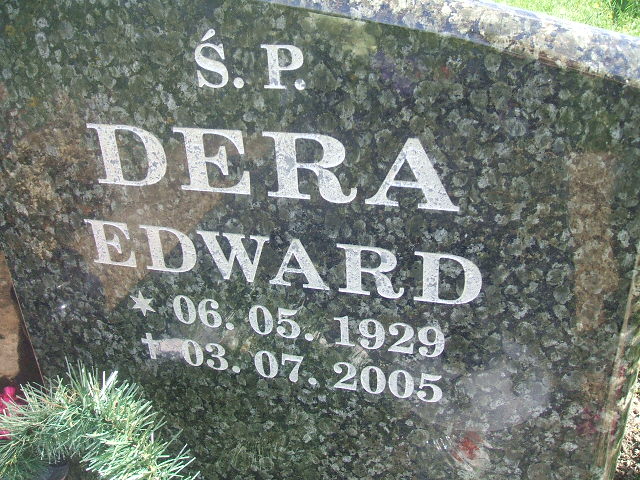 Ś. P.
DERA
EDWARD
* 06. 05. 1929
✝ 03. 07. 2005